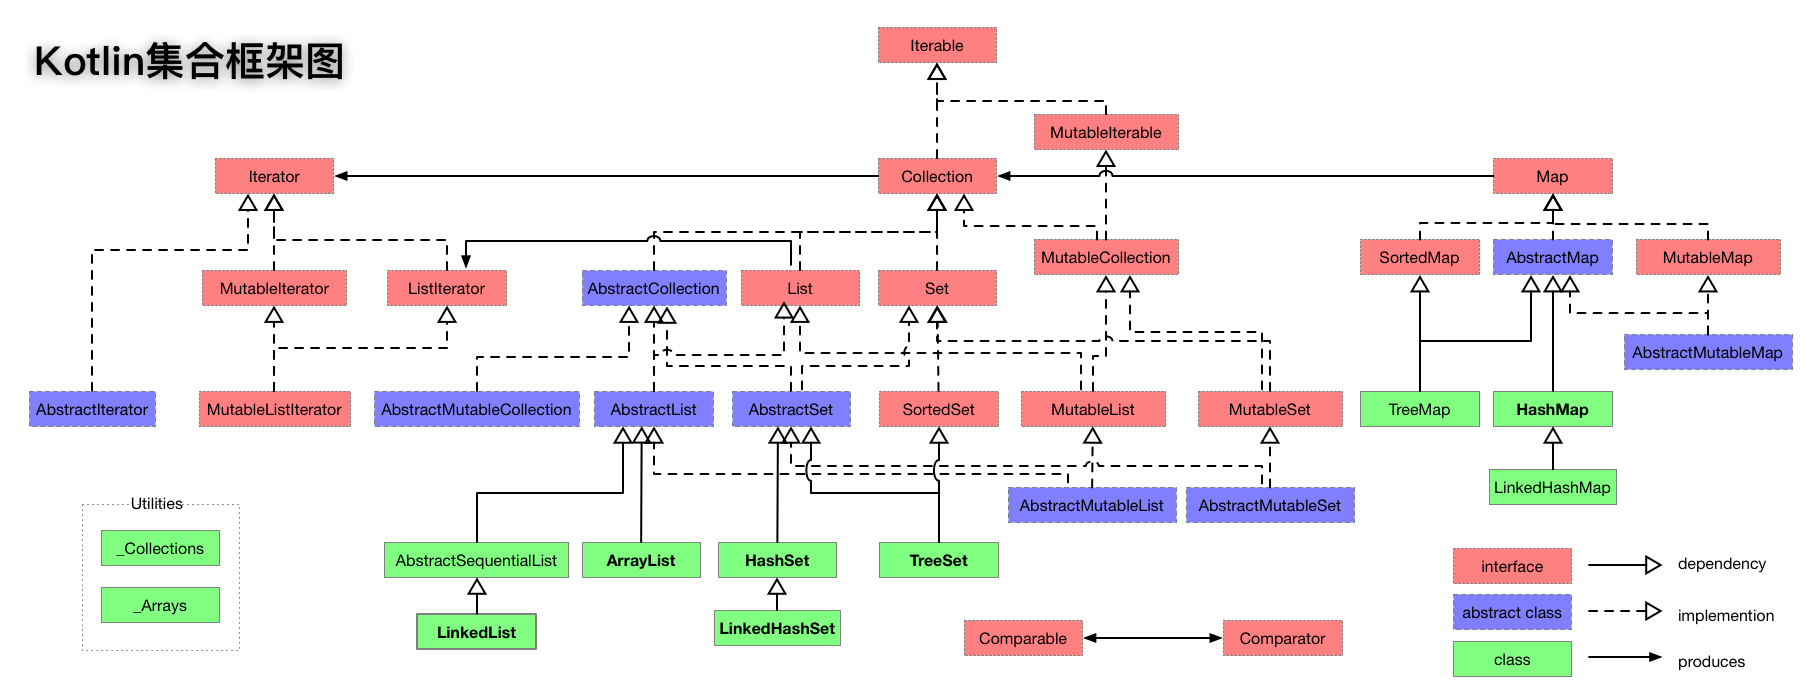 Kotlin集合框架图
Iterable
MutableIterable
Iterator
Collection
Map
MutableCollection
SortedMap
AbstractMap
MutableMap
MutableIterator
ListIterator
AbstractCollection
List
Set
AbstractMutableMap
AbstractIterator
MutableListIterator
AbstractMutableCollection
AbstractList
AbstractSet
SortedSet
MutableList
MutableSet
TreeMap
HashMap
LinkedHashMap
AbstractMutableList
AbstractMutableSet
Utilities
_Collections
_Arrays
AbstractSequentialList
ArrayList
HashSet
TreeSet
LinkedList
LinkedHashSet
Comparable
Comparator
interface
dependency
abstract class
implemention
class
produces